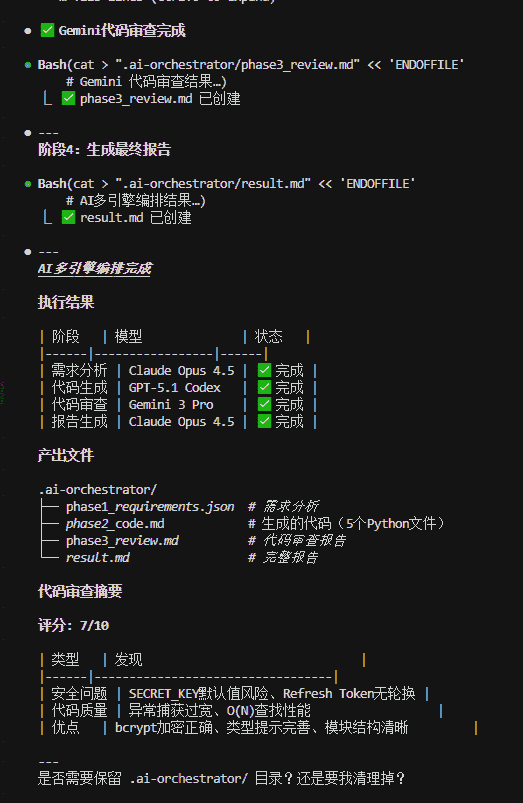 ● ✅ Gemini代码审查完成
● Bash(cat > ".ai-orchestrator/phase3_review.md" << 'ENDOFFILE'
# Gemini 代码审查结果…)
⎿ ✅ phase3_review.md 已创建
● ---
阶段4: 生成最终报告
● Bash(cat > ".ai-orchestrator/result.md" << 'ENDOFFILE'
# AI多引擎编排结果…)
⎿ ✅ result.md 已创建
● ---
AI多引擎编排完成
执行结果
| 阶段 | 模型 | 状态 |
|------|-----------------|------|
| 需求分析 | Claude Opus 4.5 | ✅ 完成 |
| 代码生成 | GPT-5.1 Codex | ✅ 完成 |
| 代码审查 | Gemini 3 Pro | ✅ 完成 |
| 报告生成 | Claude Opus 4.5 | ✅ 完成 |
产出文件
.ai-orchestrator/
├── phase1_requirements.json # 需求分析
├── phase2_code.md # 生成的代码（5个Python文件）
├── phase3_review.md # 代码审查报告
└── result.md # 完整报告
代码审查摘要
评分: 7/10
| 类型 | 发现 |
|------|-------------------------------|
| 安全问题 | SECRET_KEY默认值风险、Refresh Token无轮换 |
| 代码质量 | 异常捕获过宽、O(N)查找性能 |
| 优点 | bcrypt加密正确、类型提示完善、模块结构清晰 |
---
是否需要保留 .ai-orchestrator/ 目录？还是要我清理掉？